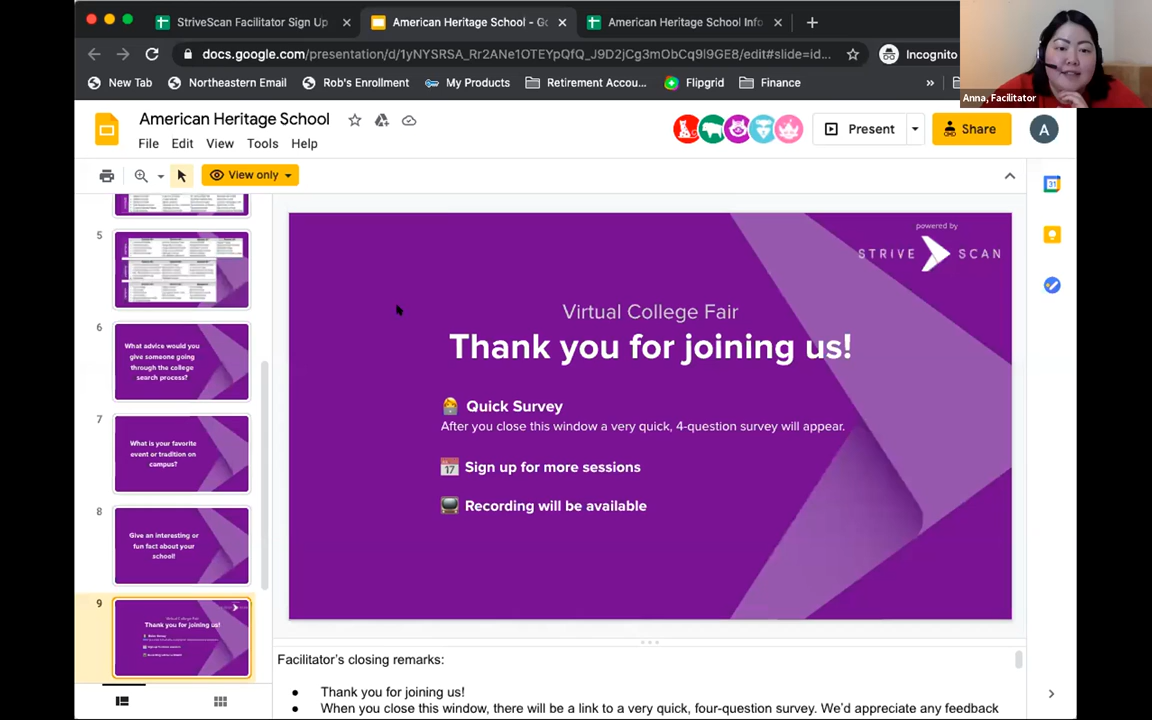 StriveScan Facilitator Sign Up
American Heritage School - Go
American Heritage School Info
docs.google.com/presentation/d/1yNYSRSA_Rr2ANe1OTEYpQfQ_J9D2jCg3mObCq9l9GE8/edit#slide=id...
Incognito
New Tab
Northeastern Email
Rob's Enrollment
My Products
Retirement Accou...
Flipgrid
Finance
»
Anna, Facilitator
American Heritage School
File Edit View Tools Help
Present
Share
A
View only
31
5
6
What advice would you
give someone going
through the college
search process?
7
What is your favorite
event or tradition on
campus?
8
Give an interesting or
fun fact about your
school!
9
Virtual College Fair
Thank you for joining us!
powered by
STRIVE SCAN
Virtual College Fair
Thank you for joining us!
Quick Survey
After you close this window a very quick, 4-question survey will appear.
17 Sign up for more sessions
Recording will be available
Facilitator's closing remarks:
● Thank you for joining us!
● When you close this window, there will be a link to a very quick, four-question survey. We'd appreciate any feedback